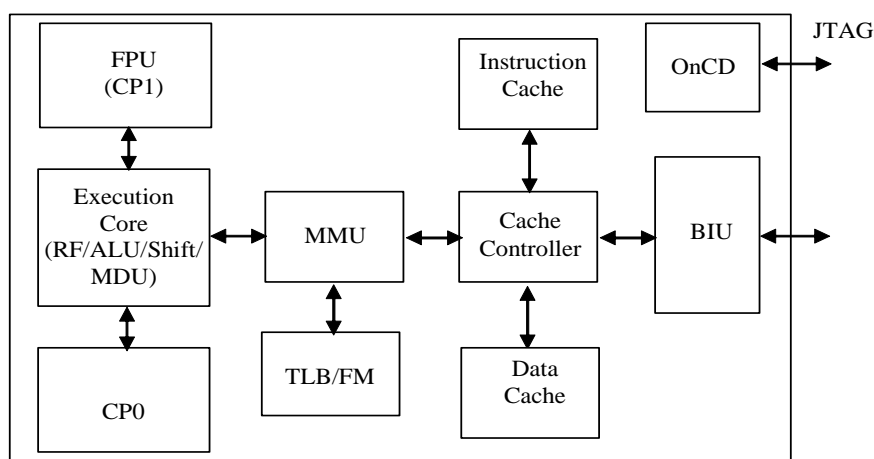 JTAG
FPU
(CP1)
Instruction
Cache
OnCD
Execution
Core
(RF/ALU/Shift/
MDU)
MMU
Cache
Controller
BIU
CP0
TLB/FM
Data
Cache